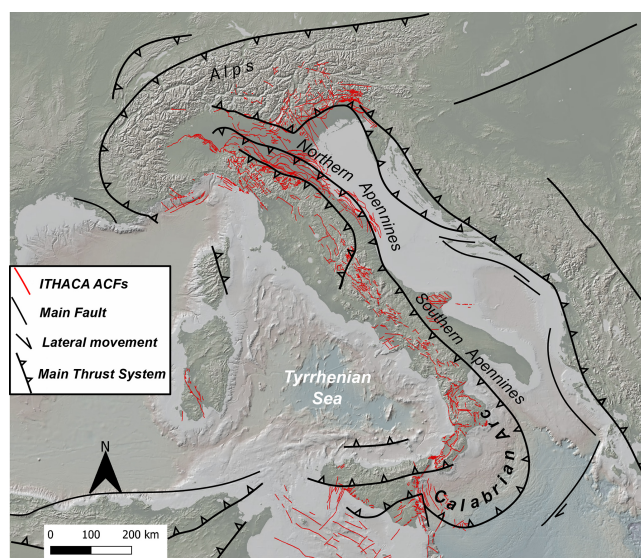 Alps
Northern Apennines
ITHACA ACFs
Main Fault
Lateral movement
Main Thrust System
Southern Apennines
Tyrrhenian
Sea
Calabrian Arc
N
0 100 200 km